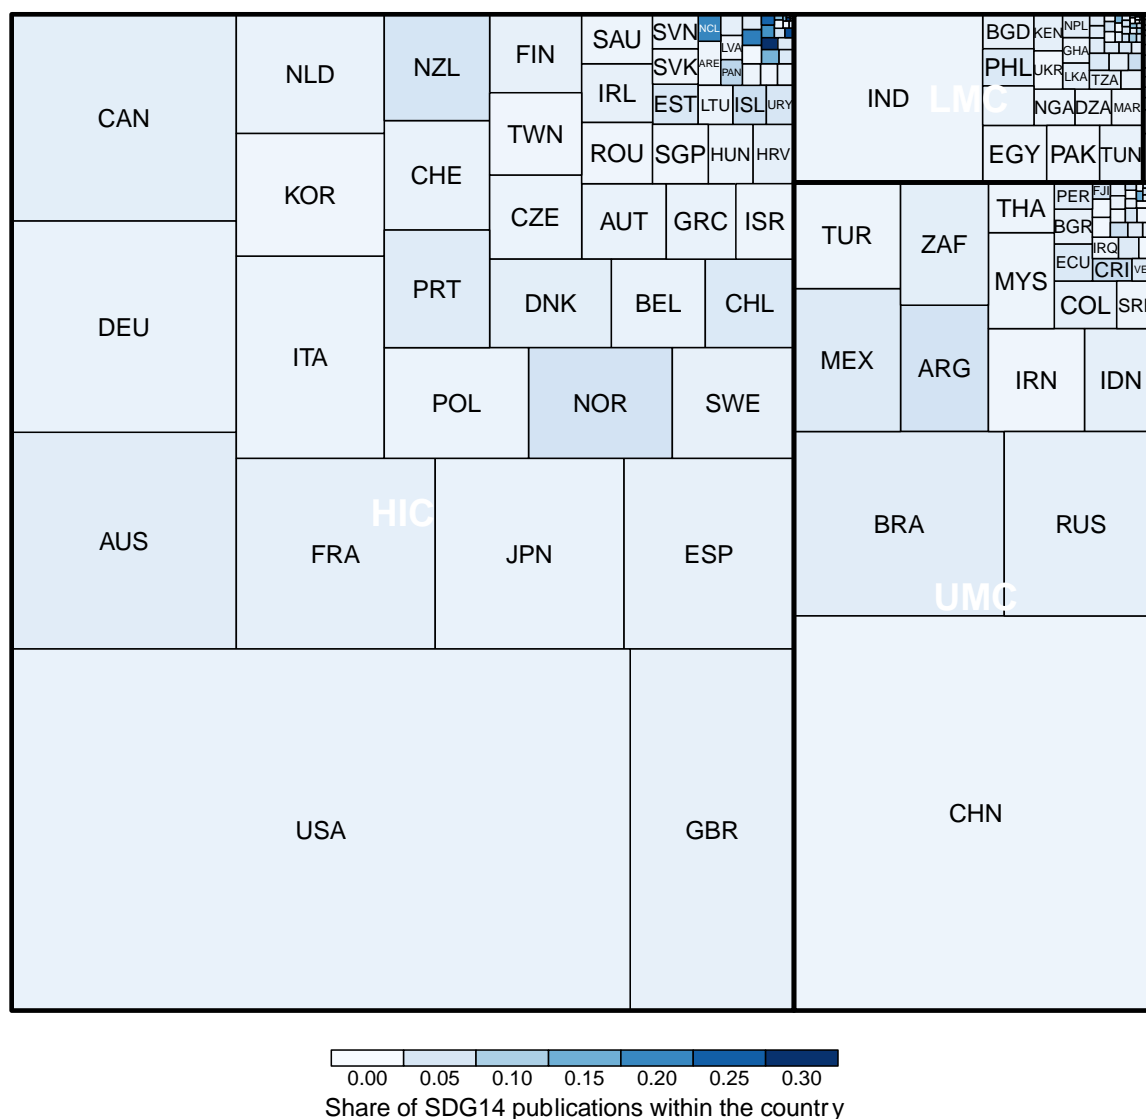 CAN
NLD
NZL
FIN
SAU
SVN
NCL
LVA
ARE
PAN
SVK
IRL
EST
LTU
ISL
URY
TWN
ROU
SGP
HUN
HRV
KOR
CHE
CZE
AUT
GRC
ISR
DEU
ITA
PRT
DNK
BEL
CHL
POL
NOR
SWE
AUS
HIC
FRA
JPN
ESP
USA
GBR
IND
LMC
BGD
KEN
NPL
GHA
PHL
UKR
LKA
TZA
NGA
DZA
MAR
EGY
PAK
TUN
TUR
ZAF
THA
PER
FJI
BGR
IRQ
MYS
ECU
CRI
VE
COL
SRB
MEX
ARG
IRN
IDN
BRA
RUS
UMC
CHN
0.00 0.05 0.10 0.15 0.20 0.25 0.30
Share of SDG14 publications within the country